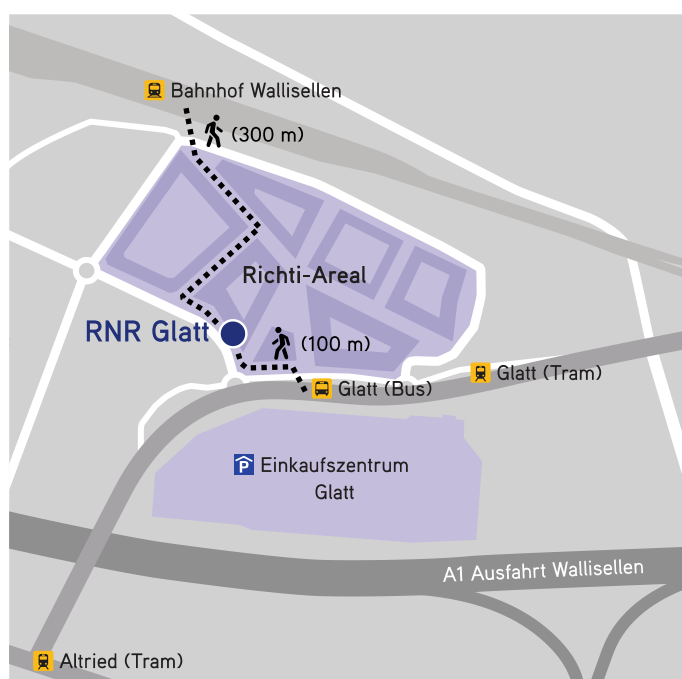 Bahnhof Wallisellen
(300 m)
Richti-Areal
RNR Glatt
(100 m)
Glatt (Tram)
Glatt (Bus)
P Einkaufszentrum
Glatt
A1 Ausfahrt Wallisellen
Altried (Tram)